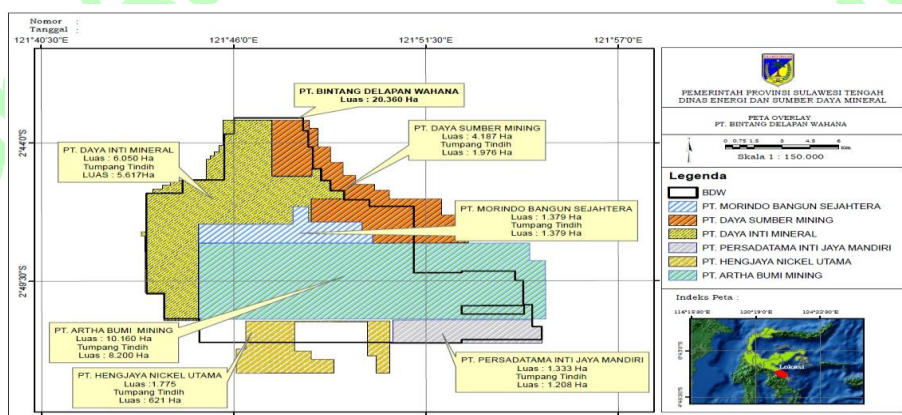 Nomor :
Tanggal :
121°40'30"E
121°46'0"E
121°51'30"E
121°57'0"E
2°44'0"S
2°49'30"S
PT. BINTANG DELAPAN WAHANA
Luas : 20.360 Ha
PT. DAYA SUMBER MINING
Luas : 4.187 Ha
Tumpang Tindih
Luas : 1.976 Ha
PT. DAYA INTI MINERAL
Luas : 6.050 Ha
Tumpang Tindih
LUAS : 5.617Ha
PT. MORINDO BANGUN SEJAHTERA
Luas : 1.379 Ha
Tumpang Tindih
Luas : 1.379 Ha
PT. ARTHA BUMI MINING
Luas : 10.160 Ha
Tumpang Tindih
Luas : 8.200 Ha
PT. HENGJAYA NICKEL UTAMA
Luas :1.775
Tumpang Tindih
Luas : 621 Ha
PT. PERSADATAMA INTI JAYA MANDIRI
Luas : 1.333 Ha
Tumpang Tindih
Luas : 1.208 Ha
PEMERINTAH PROVINSI SULAWESI TENGAH
DINAS ENERGI DAN SUMBER DAYA MINERAL
PETA OVERLAY
PT. BINTANG DELAPAN WAHANA
0 0.75 1.5 3 4.5 6
Km
Skala 1 : 150.000
Legenda
BDW
PT. MORINDO BANGUN SEJAHTERA
PT. DAYA SUMBER MINING
PT. DAYA INTI MINERAL
PT. PERSADATAMA INTI JAYA MANDIRI
PT. HENGJAYA NICKEL UTAMA
PT. ARTHA BUMI MINING
Indeks Peta :
Lokasi